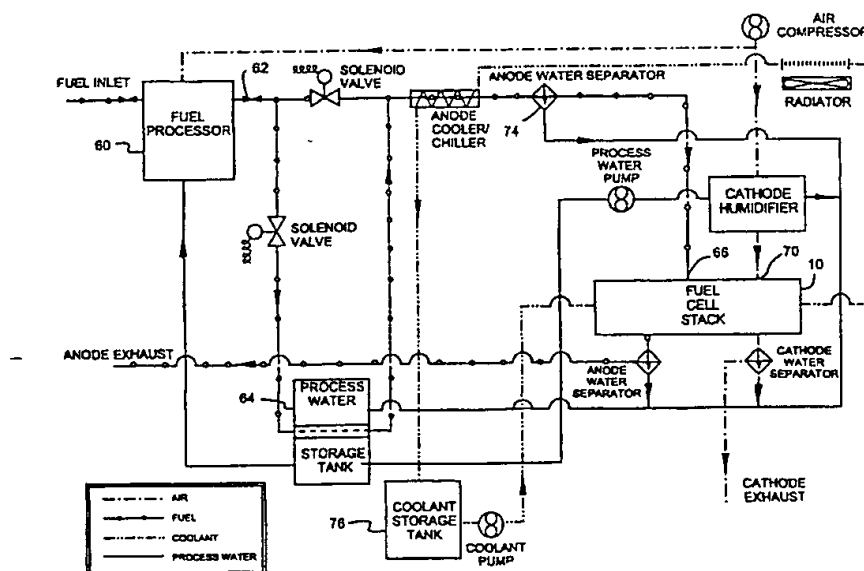 AIR
COMPRESSOR
FUEL INLET
62
SOLENOID
VALVE
ANODE WATER SEPARATOR
RADIATOR
FUEL
PROCESSOR
60
ANODE
COOLER/
CHILLER
74
PROCESS
WATER
PUMP
CATHODE
HUMIDIFIER
SOLENOID
VALVE
66
70
10
FUEL
CELL
STACK
ANODE EXHAUST
ANODE
WATER
SEPARATOR
CATHODE
WATER
SEPARATOR
64
PROCESS
WATER
STORAGE
TANK
CATHODE
EXHAUST
76
COOLANT
STORAGE
TANK
COOLANT
PUMP
AIR
FUEL
COOLANT
PROCESS WATER